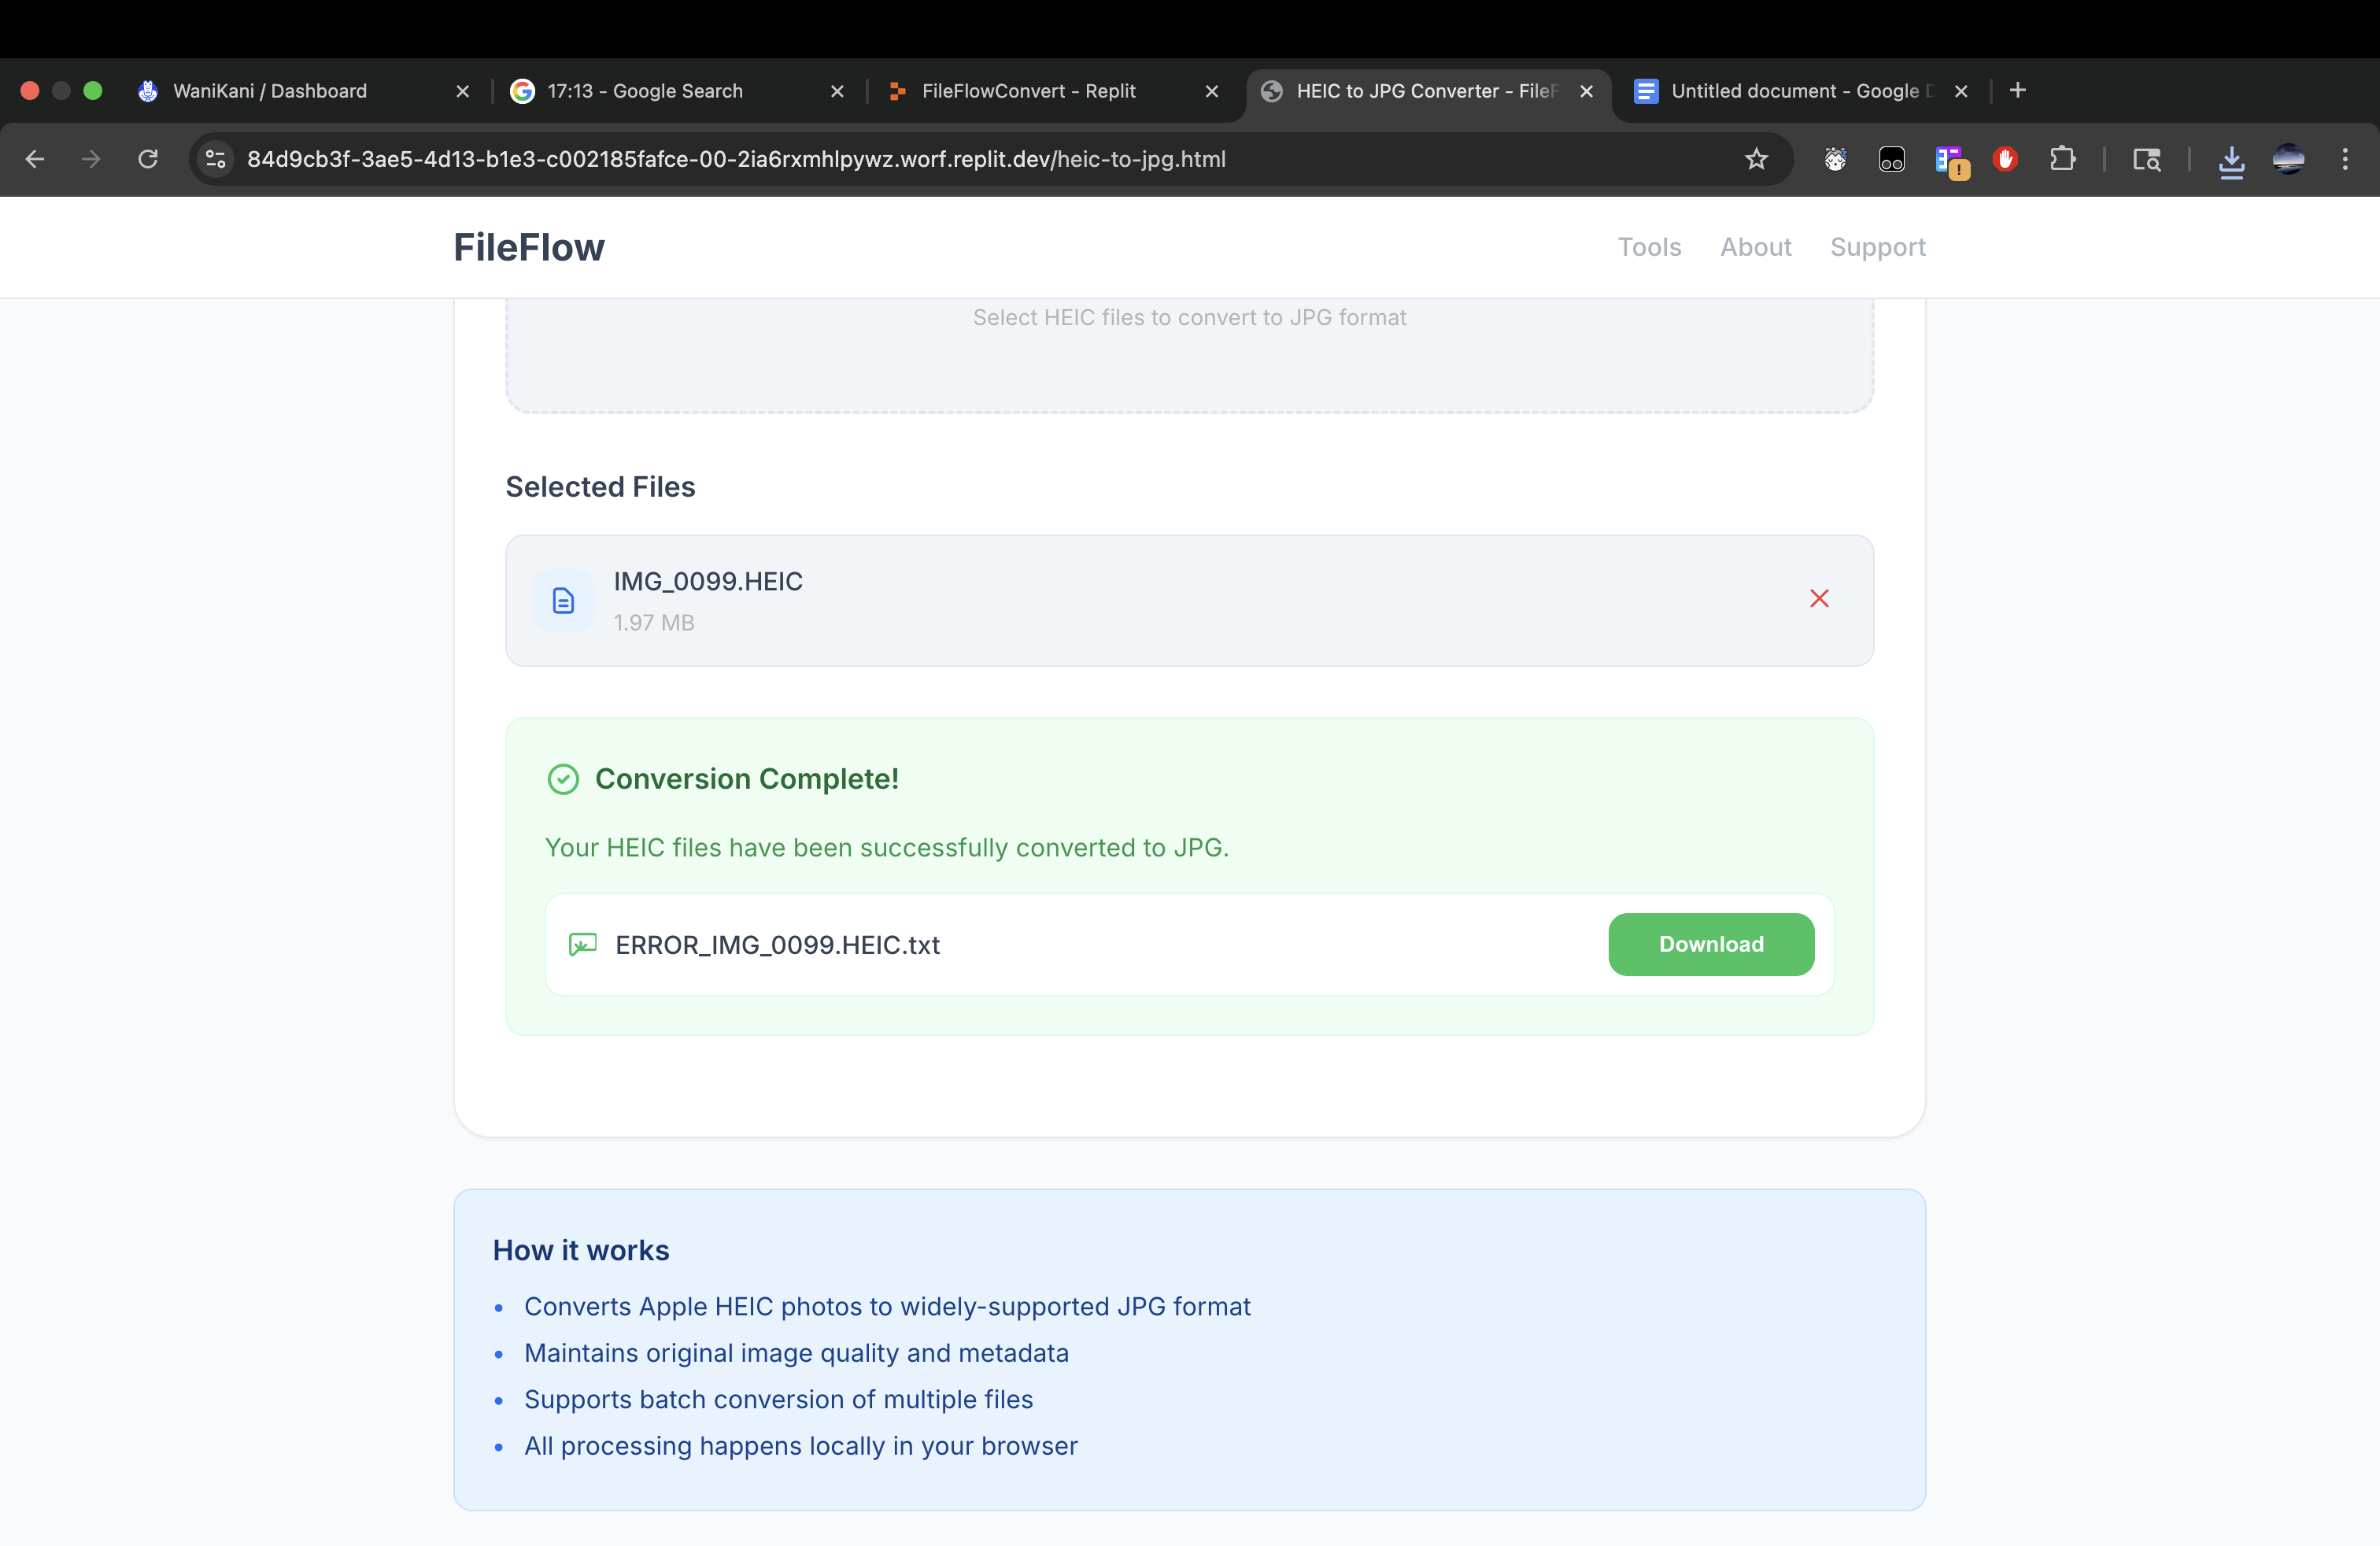 WaniKani / Dashboard
17:13 - Google Search
FileFlowConvert - Replit
HEIC to JPG Converter - FileF
Untitled document - Google D
84d9cb3f-3ae5-4d13-b1e3-c002185fafce-00-2ia6rxmhlpywz.worf.replit.dev/heic-to-jpg.html
FileFlow
Tools About Support
Select HEIC files to convert to JPG format
Selected Files
IMG_0099.HEIC
1.97 MB
Conversion Complete!
Your HEIC files have been successfully converted to JPG.
ERROR_IMG_0099.HEIC.txt
Download
How it works
• Converts Apple HEIC photos to widely-supported JPG format
• Maintains original image quality and metadata
• Supports batch conversion of multiple files
• All processing happens locally in your browser